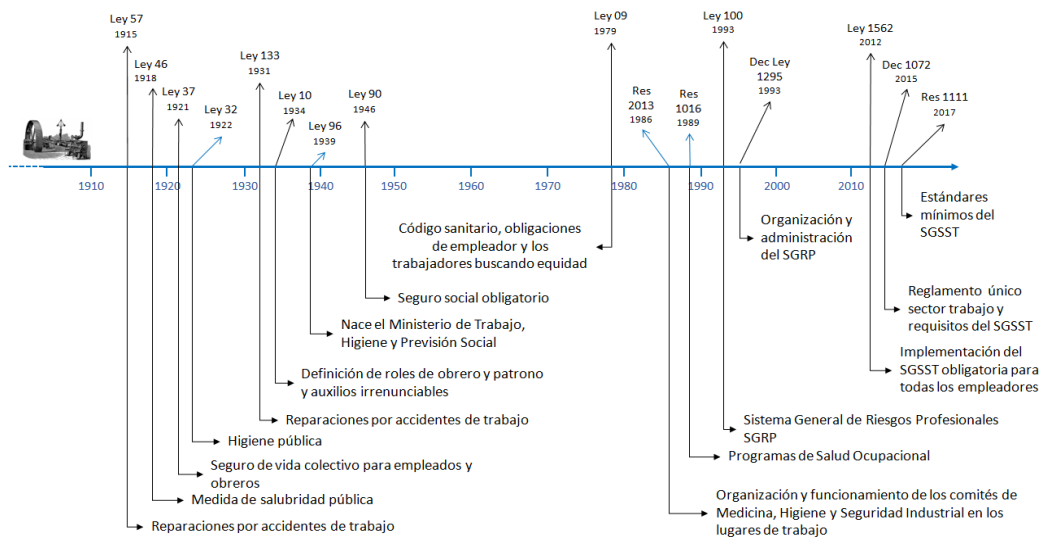 Ley 57
1915
Ley 46
1918
Ley 37
1921
Ley 32
1922
Ley 133
1931
Ley 10
1934
Ley 96
1939
Ley 90
1946
Ley 09
1979
Res
2013
1986
Res
1016
1989
Ley 100
1993
Dec Ley
1295
1993
Ley 1562
2012
Dec 1072
2015
Res 1111
2017
1910
1920
1930
1940
1950
1960
1970
1980
1990
2000
2010
Código sanitario, obligaciones
de empleador y los
trabajadores buscando equidad
Organización y
administración
del SGRP
Estándares
mínimos del
SGSST
Seguro social obligatorio
Reglamento único
sector trabajo y
requisitos del SGSST
Nace el Ministerio de Trabajo,
Higiene y Previsión Social
Implementación del
SGSST obligatoria para
todas los empleadores
Definición de roles de obrero y patrono
y auxilios irrenunciables
Reparaciones por accidentes de trabajo
Sistema General de Riesgos Profesionales
SGRP
Higiene pública
Programas de Salud Ocupacional
Seguro de vida colectivo para empleados y
obreros
Medida de salubridad pública
Organización y funcionamiento de los comités de
Medicina, Higiene y Seguridad Industrial en los
lugares de trabajo
Reparaciones por accidentes de trabajo